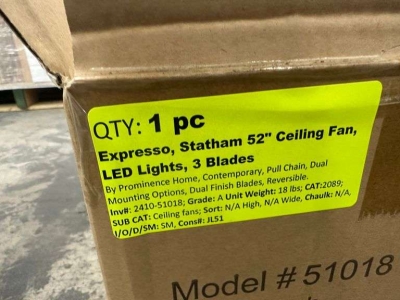 QTY: 1 pc
Expresso, Statham 52" Ceiling Fan,
LED Lights, 3 Blades
By Prominence Home, Contemporary, Pull Chain, Dual
Mounting Options, Dual Finish Blades, Reversible.
Inv#: 2410-51018; Grade: A Unit Weight: 18 lbs; CAT:2089;
SUB CAT: Ceiling fans; Sort: N/A High, N/A Wide, Chaulk: N/A,
I/O/D/SM: SM, Cons#: JL51
Model #51018